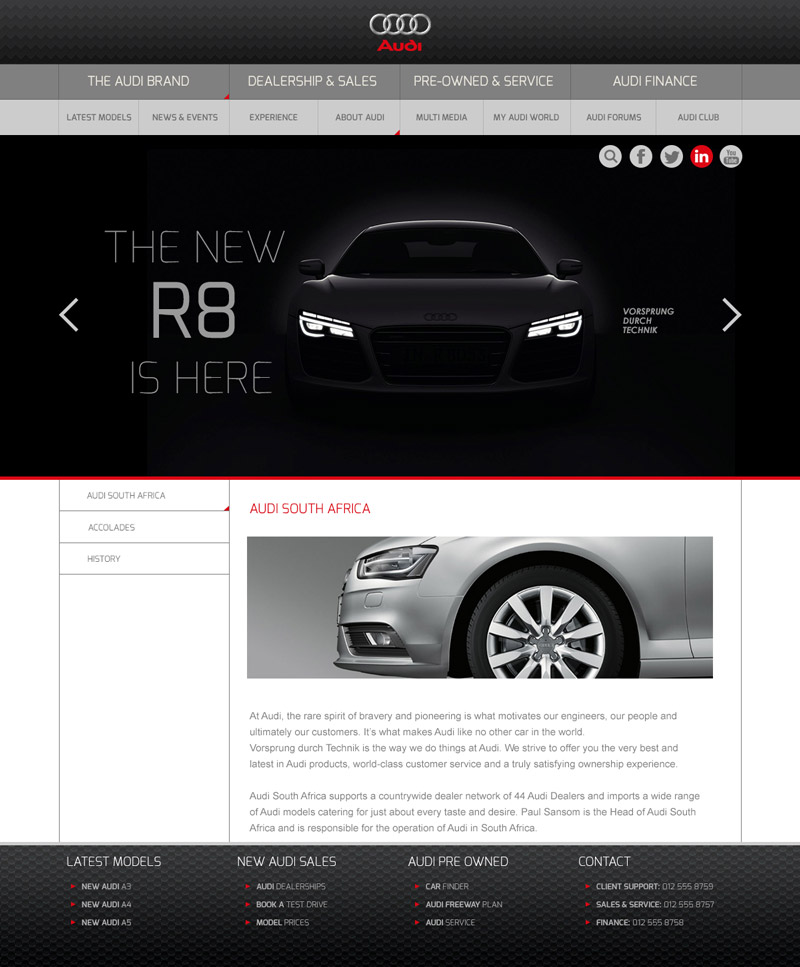 Audi
THE AUDI BRAND DEALERSHIP & SALES PRE-OWNED & SERVICE AUDI FINANCE
LATEST MODELS NEWS & EVENTS EXPERIENCE ABOUT AUDI MULTI MEDIA MY AUDI WORLD AUDI FORUMS AUDI CLUB
f in You Tube
THE NEW
R8
IS HERE
VORSPRUNG
DURCH
TECHNIK
AUDI SOUTH AFRICA
ACCOLADES
HISTORY
AUDI SOUTH AFRICA
At Audi, the rare spirit of bravery and pioneering is what motivates our engineers, our people and
ultimately our customers. It's what makes Audi like no other car in the world.
Vorsprung durch Technik is the way we do things at Audi. We strive to offer you the very best and
latest in Audi products, world-class customer service and a truly satisfying ownership experience.
Audi South Africa supports a countrywide dealer network of 44 Audi Dealers and imports a wide range
of Audi models catering for just about every taste and desire. Paul Sansom is the Head of Audi South
Africa and is responsible for the operation of Audi in South Africa.
LATEST MODELS
NEW AUDI A3
NEW AUDI A4
NEW AUDI A5
NEW AUDI SALES
AUDI DEALERSHIPS
BOOK A TEST DRIVE
MODEL PRICES
AUDI PRE OWNED
CAR FINDER
AUDI FREEWAY PLAN
AUDI SERVICE
CONTACT
CLIENT SUPPORT: 012 555 8759
SALES & SERVICE: 012 555 8757
FINANCE: 012 555 8758